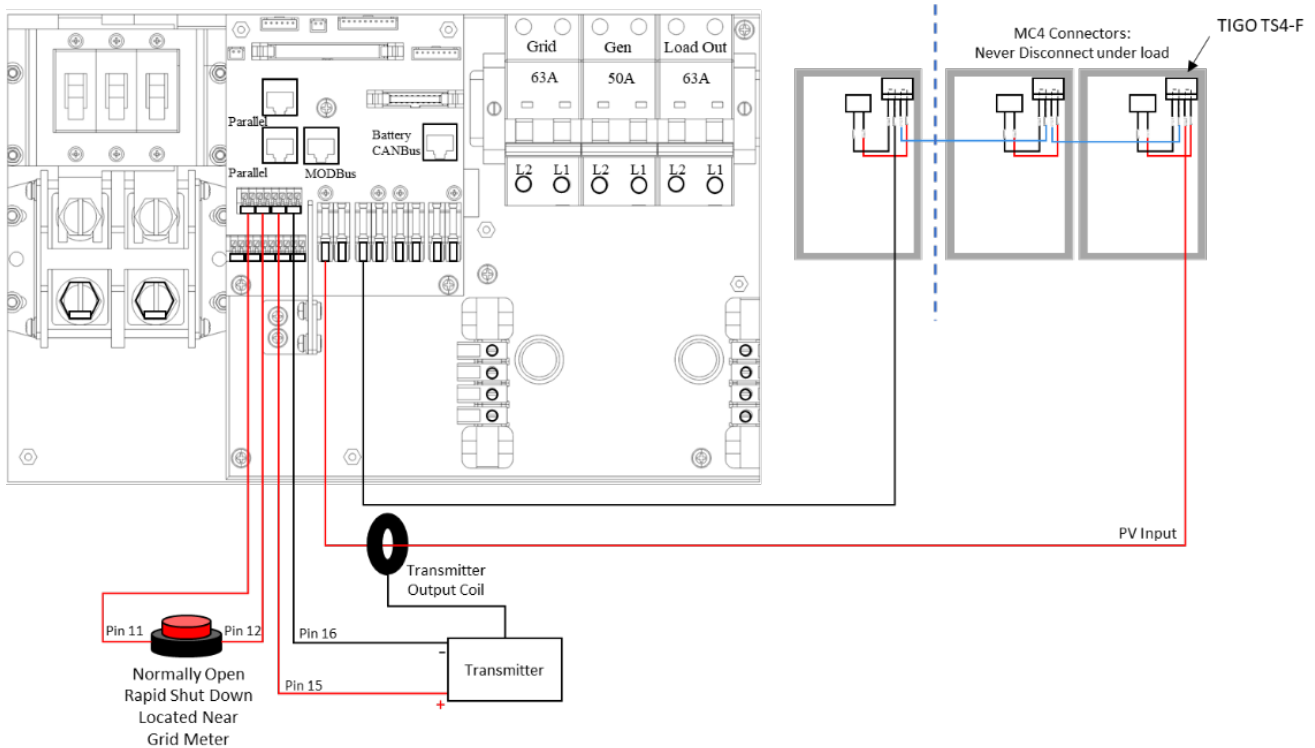 TIGO TS4-F
MC4 Connectors:
Never Disconnect under load
Grid
Gen
Load Out
63A
50A
63A
Parallel
Battery
CANBus
Parallel
MODBus
L2
L1
L2
L1
L2
L1
PV Input
Transmitter
Output Coil
Pin 11
Pin 12
Pin 16
-
Transmitter
Normally Open
Rapid Shut Down
Located Near
Grid Meter
Pin 15
+